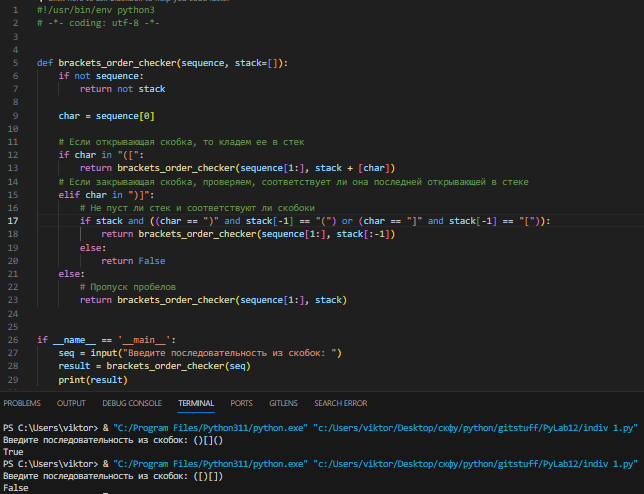 #!/usr/bin/env python3
# -*- coding: utf-8 -*-
def brackets_order_checker(sequence, stack=[]):
if not sequence:
return not stack
char = sequence[0]
# Если открывающая скобка, то кладем ее в стек
if char in "([":
return brackets_order_checker(sequence[1:], stack + [char])
# Если закрывающая скобка, проверяем, соответствует ли она последней открывающей в стеке
elif char in ")]":
# Не пуст ли стек и соответствуют ли скобоки
if stack and ((char == ")" and stack[-1] == "(") or (char == "]" and stack[-1] == "[")):
return brackets_order_checker(sequence[1:], stack[:-1])
else:
return False
else:
# Пропуск пробелов
return brackets_order_checker(sequence[1:], stack)
if __name__ == '__main__':
seq = input("Введите последовательность из скобок: ")
result = brackets_order_checker(seq)
print(result)
PROBLEMS OUTPUT DEBUG CONSOLE TERMINAL PORTS GITLENS SEARCH ERROR
PS C:\Users\viktor> & "C:/Program Files/Python311/python.exe" "c:/Users/viktor/Desktop/скфу/python/gitstuff/PyLab12/indiv 1.py"
Введите последовательность из скобок: ()[]()
True
PS C:\Users\viktor> & "C:/Program Files/Python311/python.exe" "c:/Users/viktor/Desktop/скфу/python/gitstuff/PyLab12/indiv 1.py"
Введите последовательность из скобок: ([)[])
False